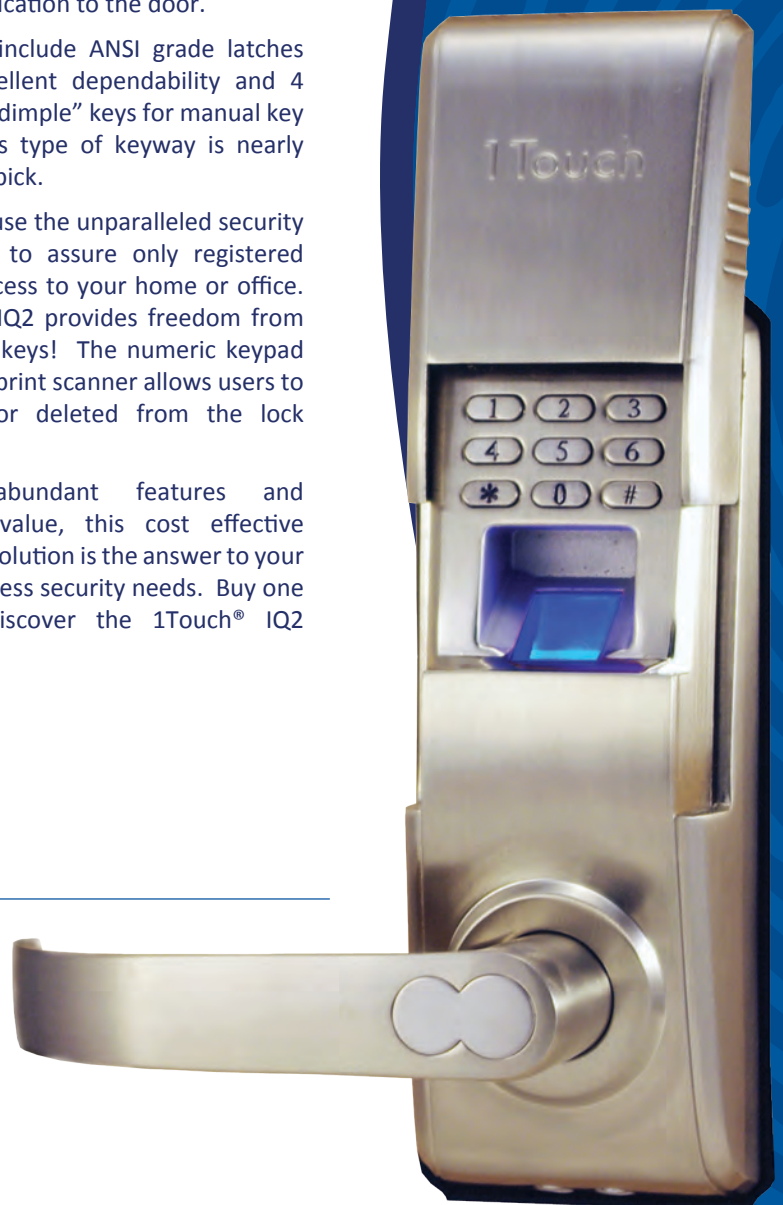 ication to the door.
include ANSI grade latches
ellent dependability and 4
dimple” keys for manual key
s type of keyway is nearly
pick.
use the unparalleled security
to assure only registered
cess to your home or office.
IQ2 provides freedom from
keys! The numeric keypad
print scanner allows users to
or deleted from the lock
abundant features and
value, this cost effective
olution is the answer to your
ess security needs. Buy one
iscover the 1Touch® IQ2
1Touch
1 2 3
4 5 6
* 0 #